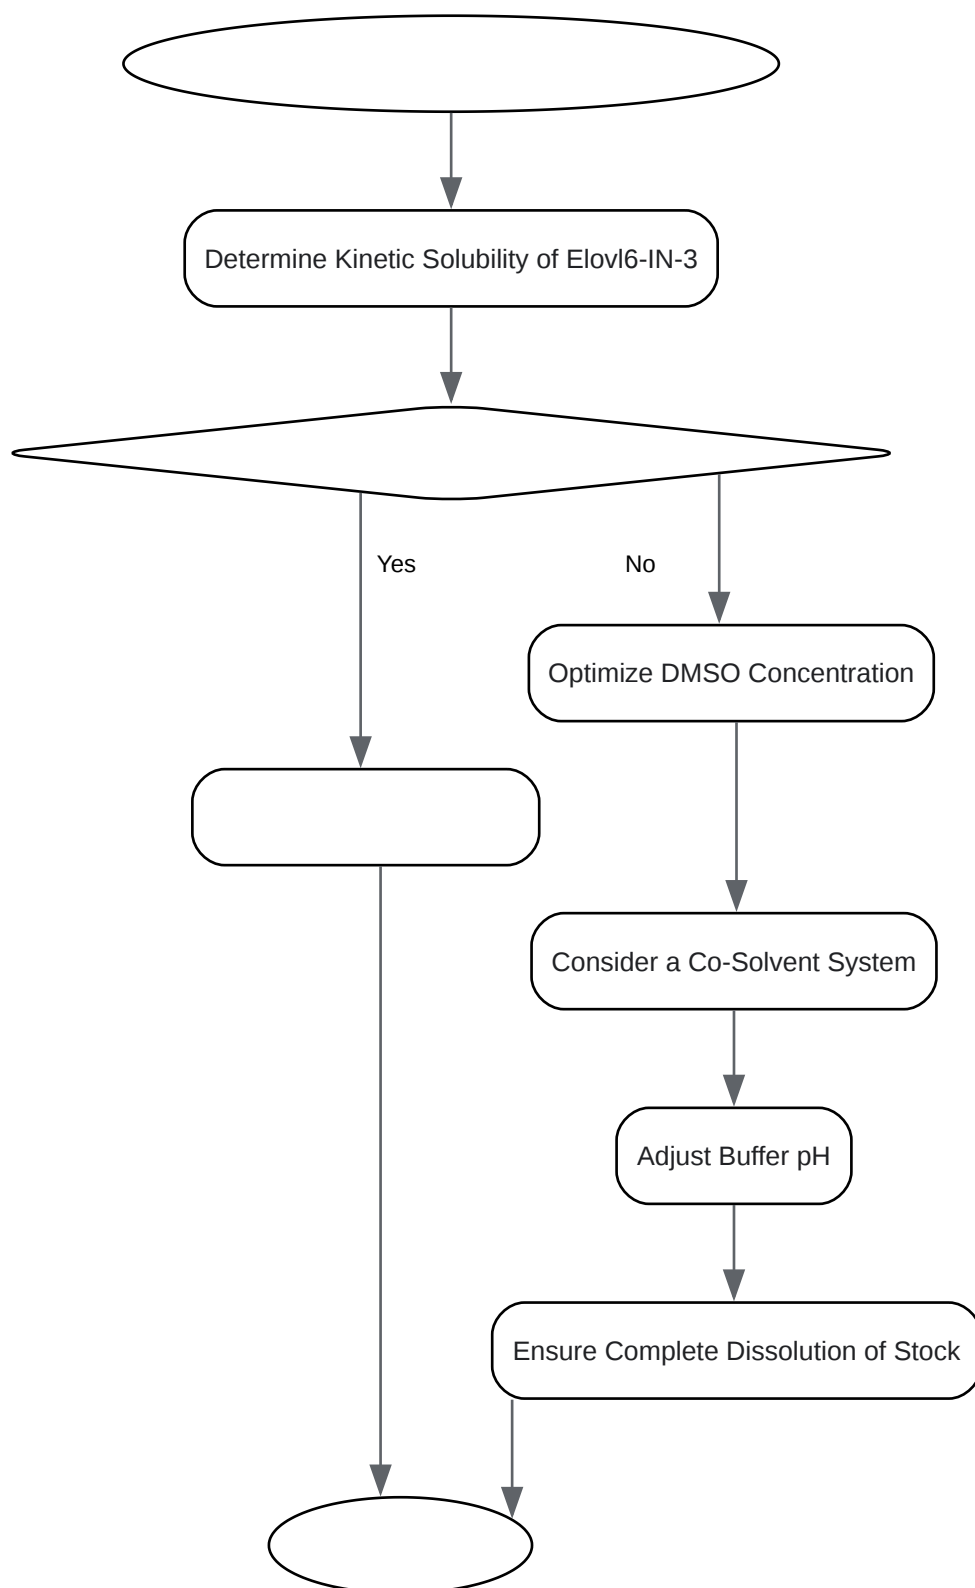 Determine Kinetic Solubility of Elovl6-IN-3
Yes
No
Optimize DMSO Concentration
Consider a Co-Solvent System
Adjust Buffer pH
Ensure Complete Dissolution of Stock